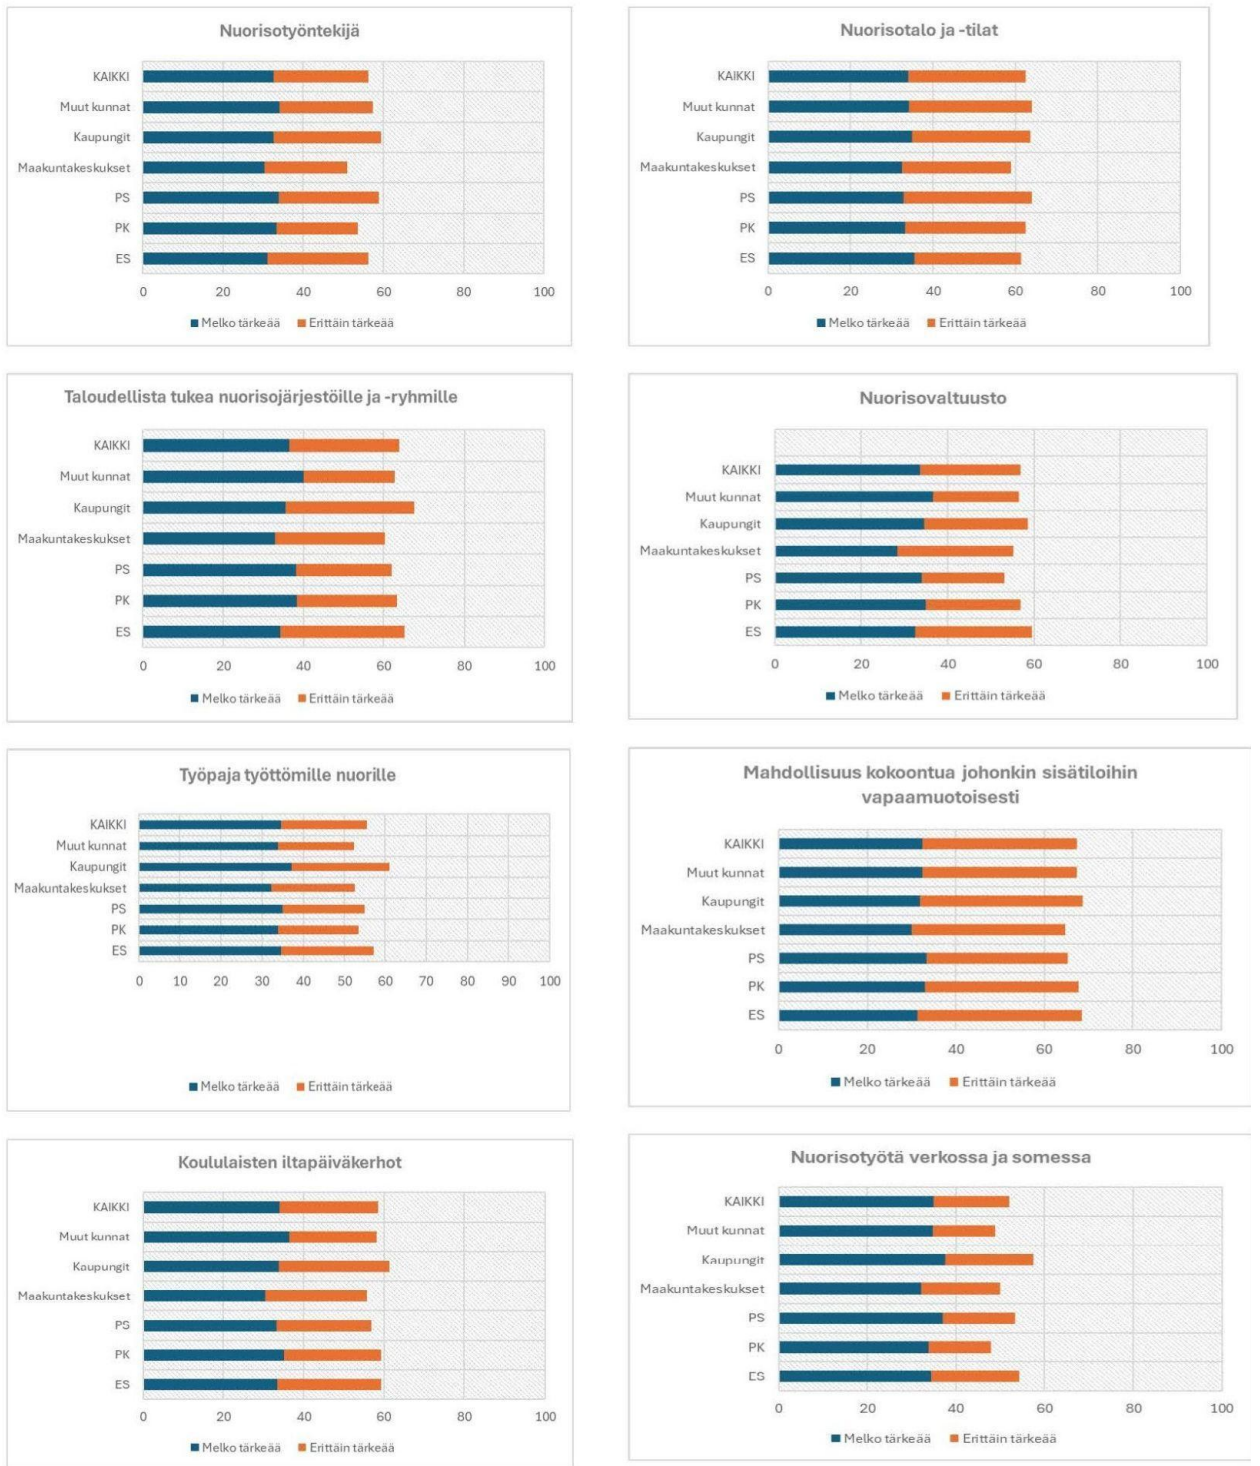 Nuorisotyöntekijä
KAIKKI
Muut kunnat
Kaupungit
Maakuntakeskukset
PS
PK
ES
0 20 40 60 80 100
Melko tärkeää Erittäin tärkeää
Nuorisotalo ja -tilat
KAIKKI
Muut kunnat
Kaupungit
Maakuntakeskukset
PS
PK
ES
0 20 40 60 80 100
Melko tärkeää Erittäin tärkeää
Taloudellista tukea nuorisojärjestöille ja -ryhmille
KAIKKI
Muut kunnat
Kaupungit
Maakuntakeskukset
PS
PK
ES
0 20 40 60 80 100
Melko tärkeää Erittäin tärkeää
Nuorisovaltuusto
KAIKKI
Muut kunnat
Kaupungit
Maakuntakeskukset
PS
PK
ES
0 20 40 60 80 100
Melko tärkeää Erittäin tärkeää
Työpaja työttömille nuorille
KAIKKI
Muut kunnat
Kaupungit
Maakuntakeskukset
PS
PK
ES
0 10 20 30 40 50 60 70 80 90 100
Melko tärkeää Erittäin tärkeää
Mahdollisuus kokoontua johonkin sisätiloihin
vapaamuotoisesti
KAIKKI
Muut kunnat
Kaupungit
Maakuntakeskukset
PS
PK
ES
0 20 40 60 80 100
Melko tärkeää Erittäin tärkeää
Koululaisten iltapäiväkerhot
KAIKKI
Muut kunnat
Kaupungit
Maakuntakeskukset
PS
PK
ES
0 20 40 60 80 100
Melko tärkeää Erittäin tärkeää
Nuorisotyötä verkossa ja somessa
KAIKKI
Muut kunnat
Kaupungit
Maakuntakeskukset
PS
PK
ES
0 20 40 60 80 100
Melko tärkeää Erittäin tärkeää